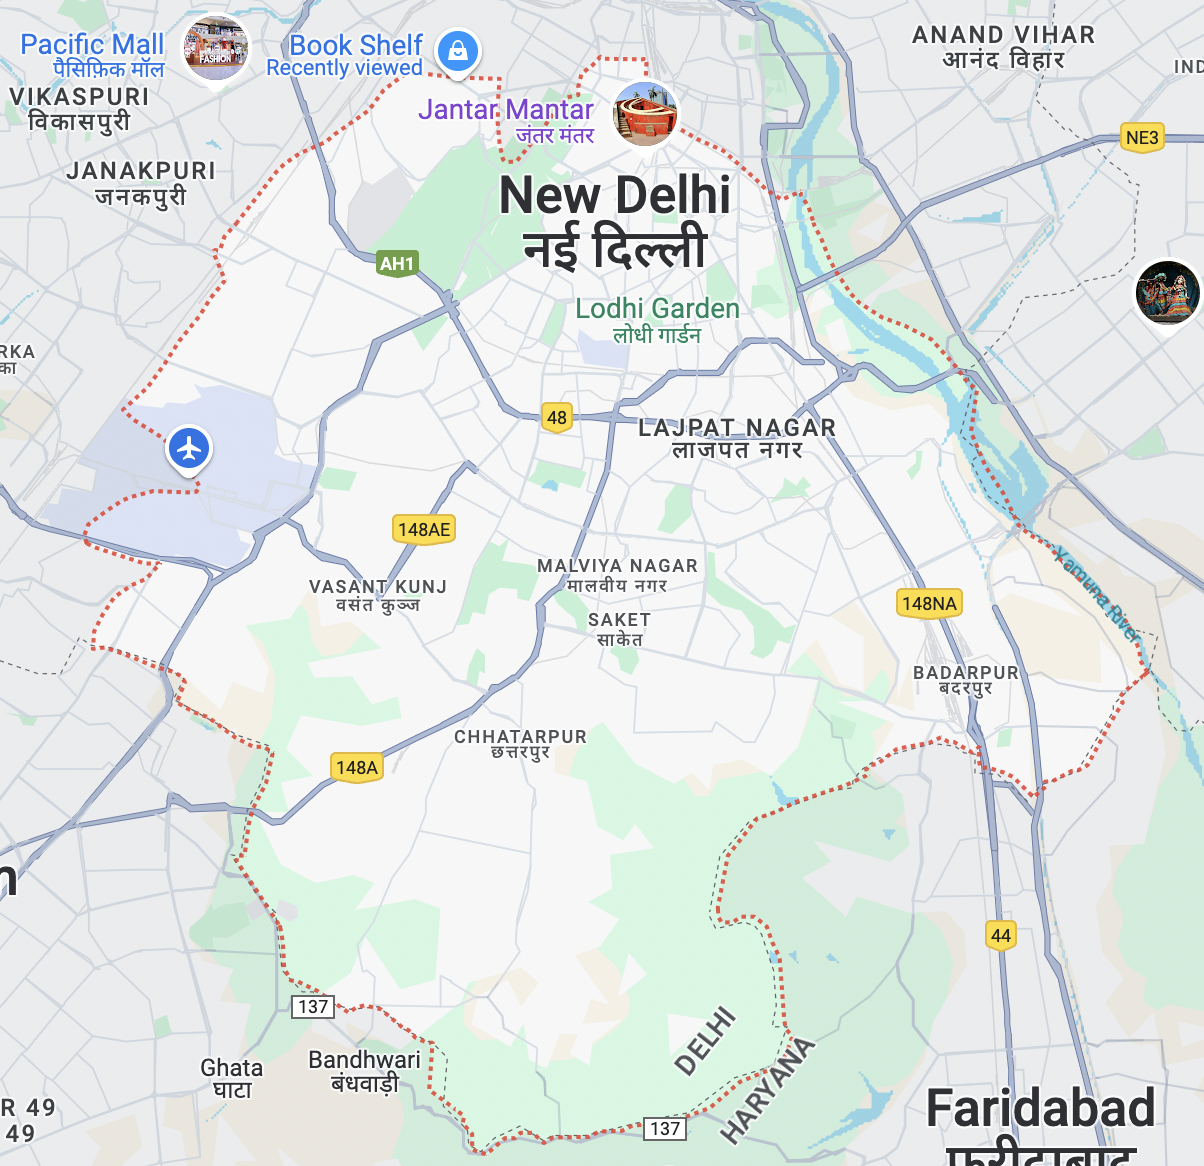 Pacific Mall
पैसिफ़िक मॉल
FASHION
Book Shelf
Recently viewed
ANAND VIHAR
आनंद विहार
IND
VIKASPURI
विकासपुरी
Jantar Mantar
जंतर मंतर
NE3
JANAKPURI
जनकपुरी
New Delhi
नई दिल्ली
AH1
Lodhi Garden
लोधी गार्डन
RKA
का
48
LAJPAT NAGAR
लाजपत नगर
148AE
MALVIYA NAGAR
मालवीय नगर
VASANT KUNJ
वसंत कुञ्ज
148NA
Yamuna River
SAKET
साकेत
BADARPUR
बदरपुर
CHHATARPUR
छत्तरपुर
148A
n
44
137
DELHI
HARYANA
Ghata
घाटा
Bandhwari
बंधवाड़ी
R 49
49
137
Faridabad
फ़रीदाबाद